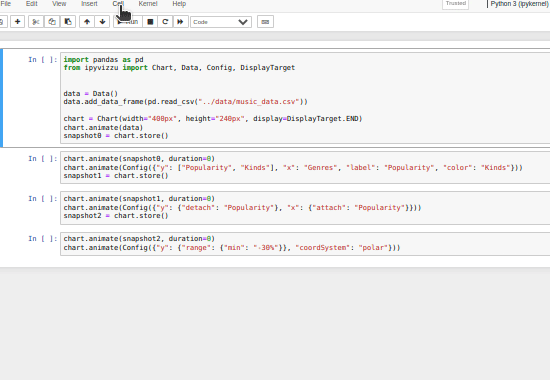 File Edit View Insert Cell Kernel Help Trusted Python 3 (ipykernel)
Run Code
In [ ]: import pandas as pd
from ipyvizzu import Chart, Data, Config, DisplayTarget
data = Data()
data.add_data_frame(pd.read_csv("../data/music_data.csv"))
chart = Chart(width="400px", height="240px", display=DisplayTarget.END)
chart.animate(data)
snapshot0 = chart.store()
In [ ]: chart.animate(snapshot0, duration=0)
chart.animate(Config({"y": ["Popularity", "Kinds"], "x": "Genres", "label": "Popularity", "color": "Kinds"}))
snapshot1 = chart.store()
In [ ]: chart.animate(snapshot1, duration=0)
chart.animate(Config({"y": {"detach": "Popularity"}, "x": {"attach": "Popularity"}}))
snapshot2 = chart.store()
In [ ]: chart.animate(snapshot2, duration=0)
chart.animate(Config({"y": {"range": {"min": "-30%"}}, "coordSystem": "polar"}))